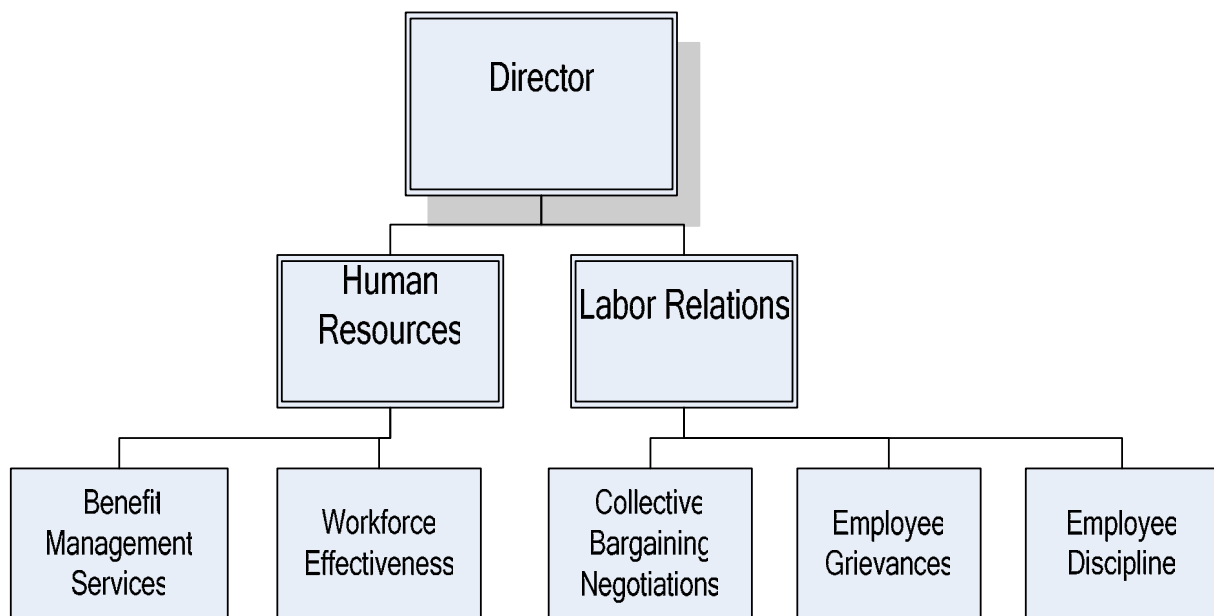 Director
Human
Resources
Labor Relations
Benefit
Management
Services
Workforce
Effectiveness
Collective
Bargaining
Negotiations
Employee
Grievances
Employee
Discipline